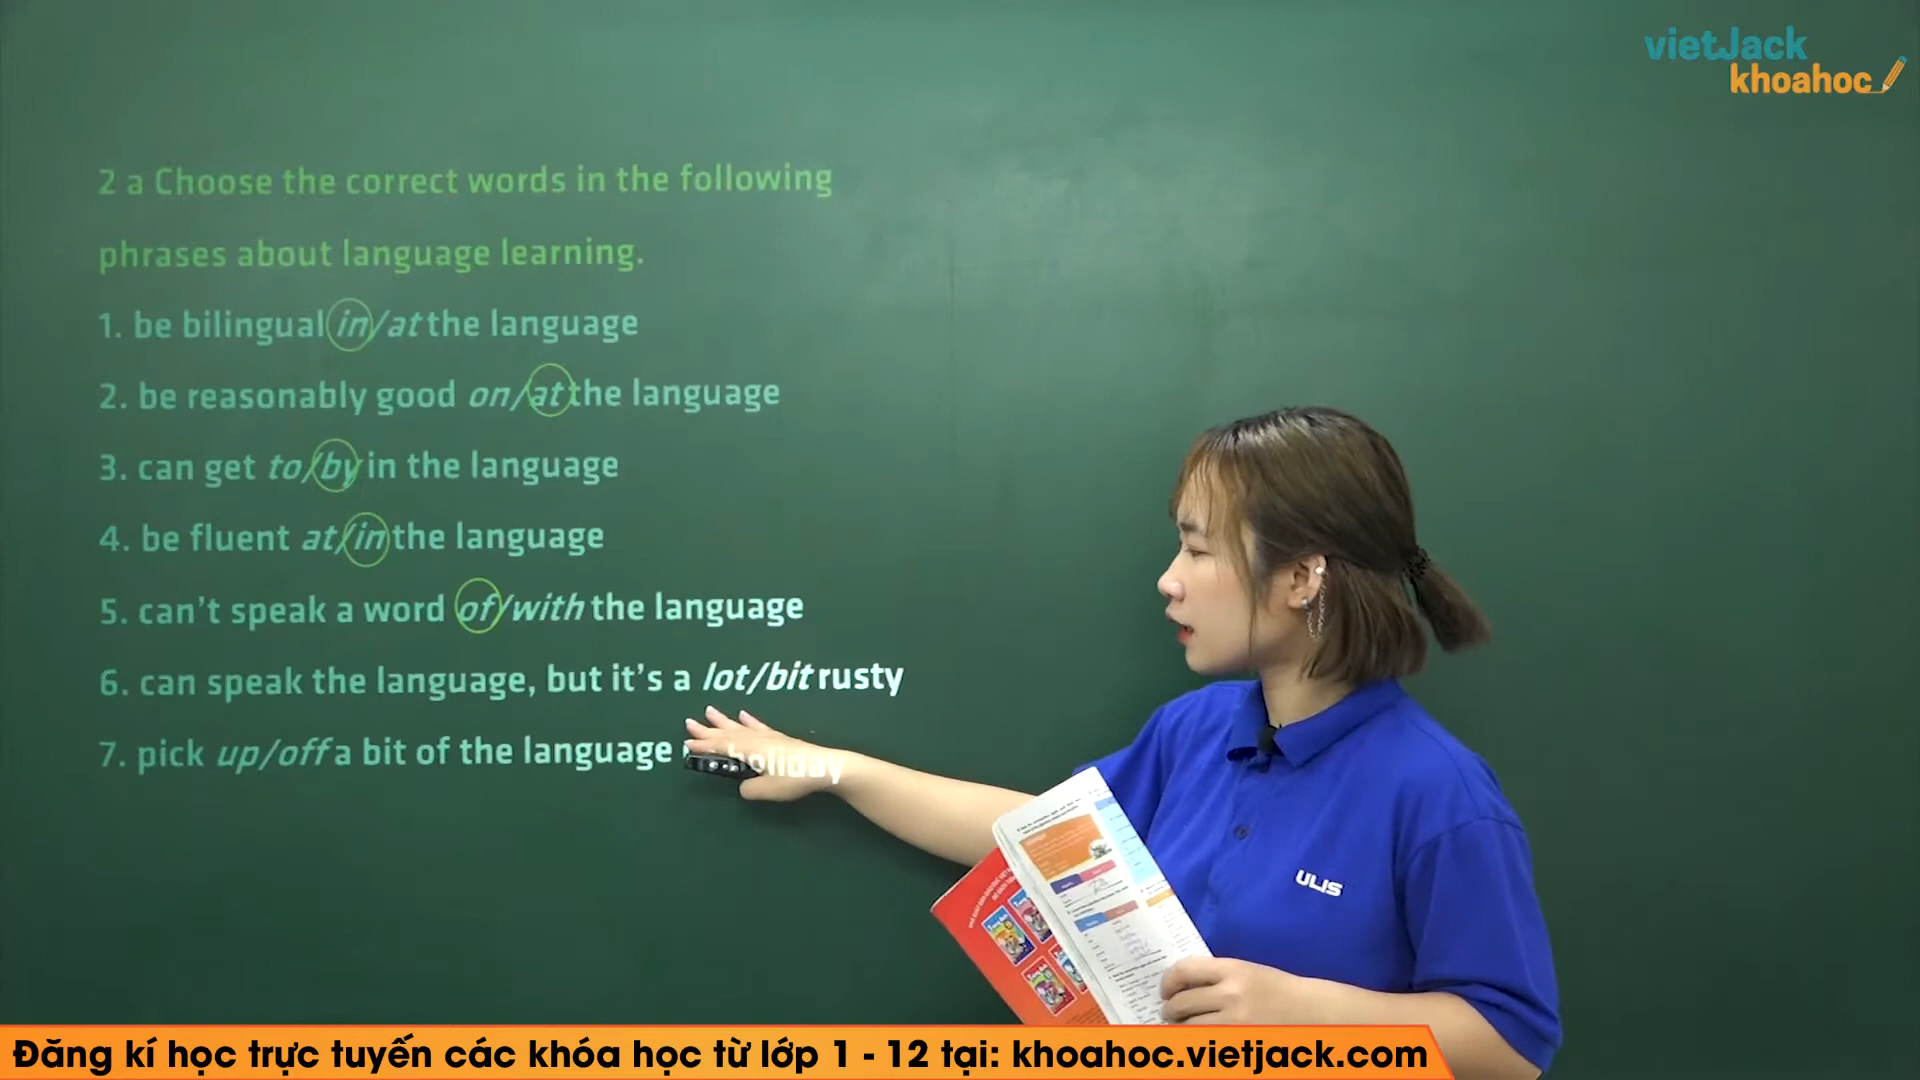 vietJack
khoahoc
2 a Choose the correct words in the following
phrases about language learning.
1. be bilingual in/at the language
2. be reasonably good on/at the language
3. can get to/by in the language
4. be fluent at/in the language
5. can't speak a word of/with the language
6. can speak the language, but it's a lot/bit rusty
7. pick up/off a bit of the language holiday
ULIS
Đăng kí học trực tuyến các khóa học từ lớp 1 - 12 tại: khoahoc.vietjack.com